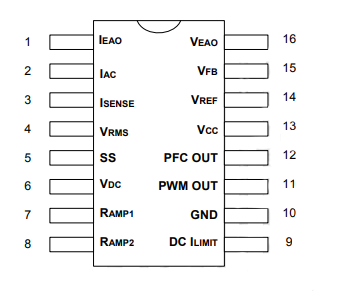 1 IEAO VEAO 16
2 IAC VFB 15
3 ISENSE VREF 14
4 VRMS VCC 13
5 SS PFC OUT 12
6 VDC PWM OUT 11
7 RAMP1 GND 10
8 RAMP2 DC ILIMIT 9